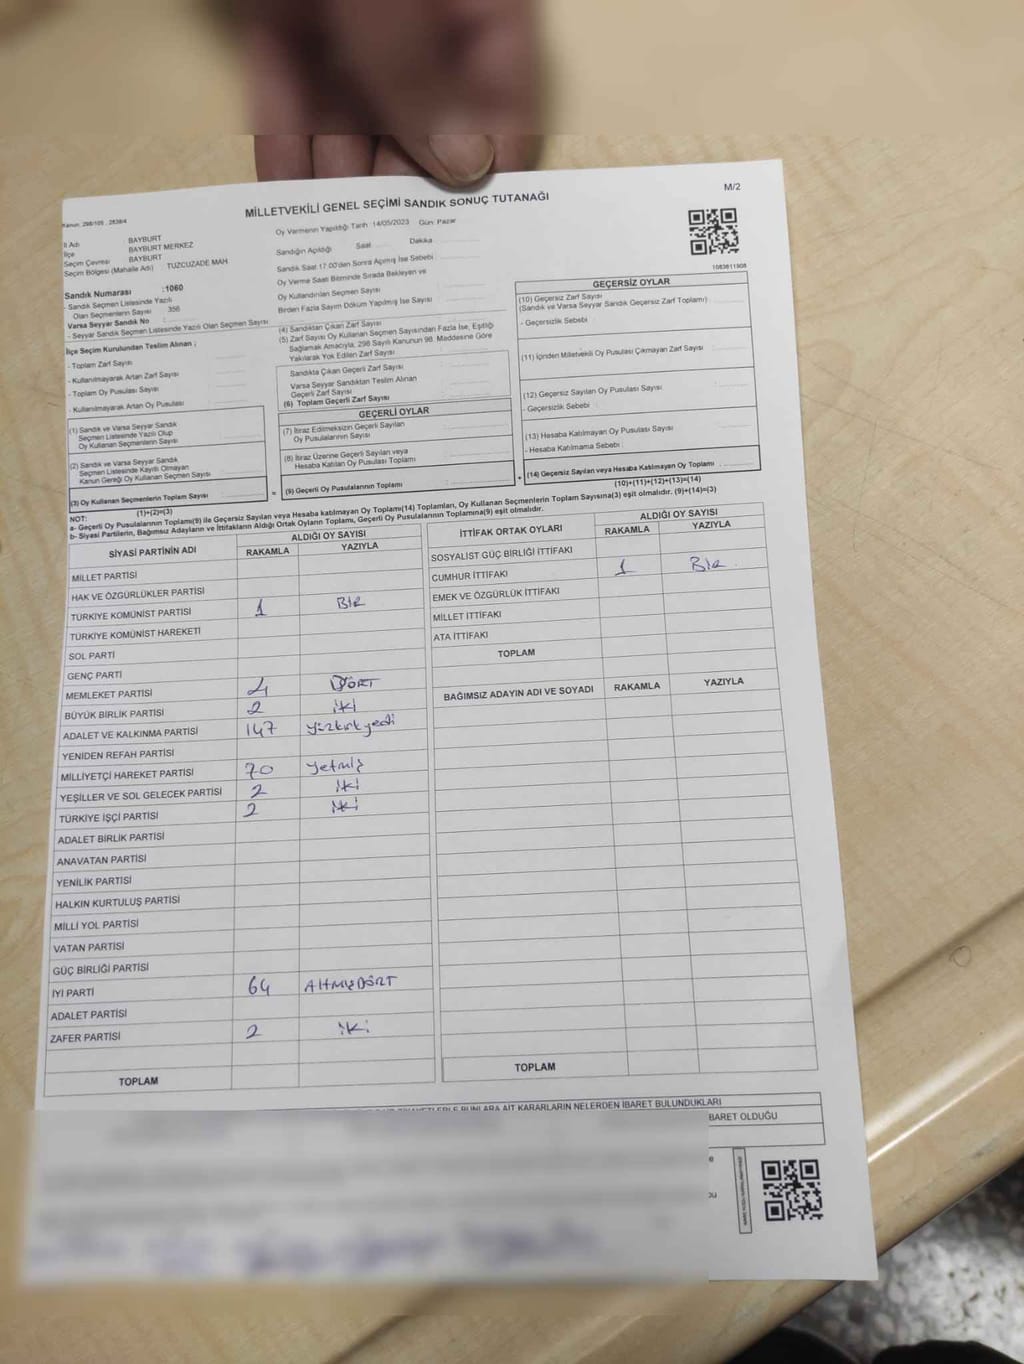 M/2
MİLLETVEKİLİ GENEL SEÇİMİ SANDIK SONUÇ TUTANAĞI
Kanun: 298/105 , 2839/4
İl Adı BAYBURT
İlçe BAYBURT MERKEZ
Seçim Çevresi BAYBURT
Seçim Bölgesi (Mahalle Adı) : TUZCUZADE MAH
Sandık Numarası :1060
- Sandık Seçmen Listesinde Yazılı
Olan Seçmenlerin Sayısı 356
Varsa Seyyar Sandık No :
- Seyyar Sandık Seçmen Listesinde Yazılı Olan Seçmen Sayısı
Oy Vermenin Yapıldığı Tarih 14/05/2023 Gün: Pazar
Sandığın Açıldığı Saat Dakika
Sandık Saat 17.00'den Sonra Açılmış İse Sebebi
Oy Verme Saati Bitiminde Sırada Bekleyen ve
Oy Kullandırılan Seçmen Sayısı
Birden Fazla Sayım Döküm Yapılmış İse Sayısı
1083611908
İlçe Seçim Kurulundan Teslim Alınan ;
- Toplam Zarf Sayısı
- Kullanılmayarak Artan Zarf Sayısı
- Toplam Oy Pusulası Sayısı
- Kullanılmayarak Artan Oy Pusulası
(1) Sandık ve Varsa Seyyar Sandık
Seçmen Listesinde Yazılı Olup
Oy Kullanan Seçmenlerin Sayısı
(2) Sandık ve Varsa Seyyar Sandık
Seçmen Listesinde Kayıtlı Olmayan
Kanun Gereği Oy Kullanan Seçmen Sayısı
(3) Oy Kullanan Seçmenlerin Toplam Sayısı
(1)+(2)=(3)
(4) Sandıktan Çıkan Zarf Sayısı
(5) Zarf Sayısı Oy Kullanan Seçmen Sayısından Fazla İse, Eşitliği
Sağlamak Amacıyla, 298 Sayılı Kanunun 98. Maddesine Göre
Yakılarak Yok Edilen Zarf Sayısı
Sandıkta Çıkan Geçerli Zarf Sayısı
Varsa Seyyar Sandıktan Teslim Alınan
Geçerli Zarf Sayısı
(6) Toplam Geçerli Zarf Sayısı
GEÇERLİ OYLAR
(7) İtiraz Edilmeksizin Geçerli Sayılan
Oy Pusulalarının Sayısı
(8) İtiraz Üzerine Geçerli Sayılan veya
Hesaba Katılan Oy Pusulası Toplamı
= (9) Geçerli Oy Pusulalarının Toplamı
GEÇERSİZ OYLAR
(10) Geçersiz Zarf Sayısı
(Sandık ve Varsa Seyyar Sandık Geçersiz Zarf Toplamı)
- Geçersizlik Sebebi
(11) İçinden Milletvekili Oy Pusulası Çıkmayan Zarf Sayısı
(12) Geçersiz Sayılan Oy Pusulası Sayısı
- Geçersizlik Sebebi
(13) Hesaba Katılmayan Oy Pusulası Sayısı
- Hesaba Katılmama Sebebi
+ (14) Geçersiz Sayılan veya Hesaba Katılmayan Oy Toplamı
(10)+(11)+(12)+(13)=(14)
NOT:
a- Geçerli Oy Pusulalarının Toplamı(9) ile Geçersiz Sayılan veya Hesaba Katılmayan Oy Toplamı(14) Toplamları, Oy Kullanan Seçmenlerin Toplam Sayısına(3) eşit olmalıdır. (9)+(14)=(3)
b- Siyasi Partilerin, Bağımsız Adayların ve İttifakların Aldığı Ortak Oyların Toplamı, Geçerli Oy Pusulalarının Toplamına(9) eşit olmalıdır.
SİYASİ PARTİNİN ADI ALDIĞI OY SAYISI
RAKAMLA YAZIYLA
MİLLET PARTİSİ
HAK VE ÖZGÜRLÜKLER PARTİSİ
TÜRKİYE KOMÜNİST PARTİSİ 1 Bir
TÜRKİYE KOMÜNİST HAREKETİ
SOL PARTİ
GENÇ PARTİ
MEMLEKET PARTİSİ 4 DÖRT
BÜYÜK BİRLİK PARTİSİ 2 iki
ADALET VE KALKINMA PARTİSİ 147 yüzkırkyedi
YENİDEN REFAH PARTİSİ
MİLLİYETÇİ HAREKET PARTİSİ 70 yetmiş
YEŞİLLER VE SOL GELECEK PARTİSİ 2 iki
TÜRKİYE İŞÇİ PARTİSİ 2 iki
ADALET BİRLİK PARTİSİ
ANAVATAN PARTİSİ
YENİLİK PARTİSİ
HALKIN KURTULUŞ PARTİSİ
MİLLİ YOL PARTİSİ
VATAN PARTİSİ
GÜÇ BİRLİĞİ PARTİSİ
İYİ PARTİ 64 AltmışDÖRT
ADALET PARTİSİ
ZAFER PARTİSİ 2 iki
TOPLAM
İTTİFAK ORTAK OYLARI ALDIĞI OY SAYISI
RAKAMLA YAZIYLA
SOSYALİST GÜÇ BİRLİĞİ İTTİFAKI
CUMHUR İTTİFAKI 1 Bir
EMEK VE ÖZGÜRLÜK İTTİFAKI
MİLLET İTTİFAKI
ATA İTTİFAKI
TOPLAM
BAĞIMSIZ ADAYIN ADI VE SOYADI RAKAMLA YAZIYLA
TOPLAM
BUNLARA AİT KARARLARIN NELERDEN İBARET BULUNDUKLARI
İBARET OLDUĞU